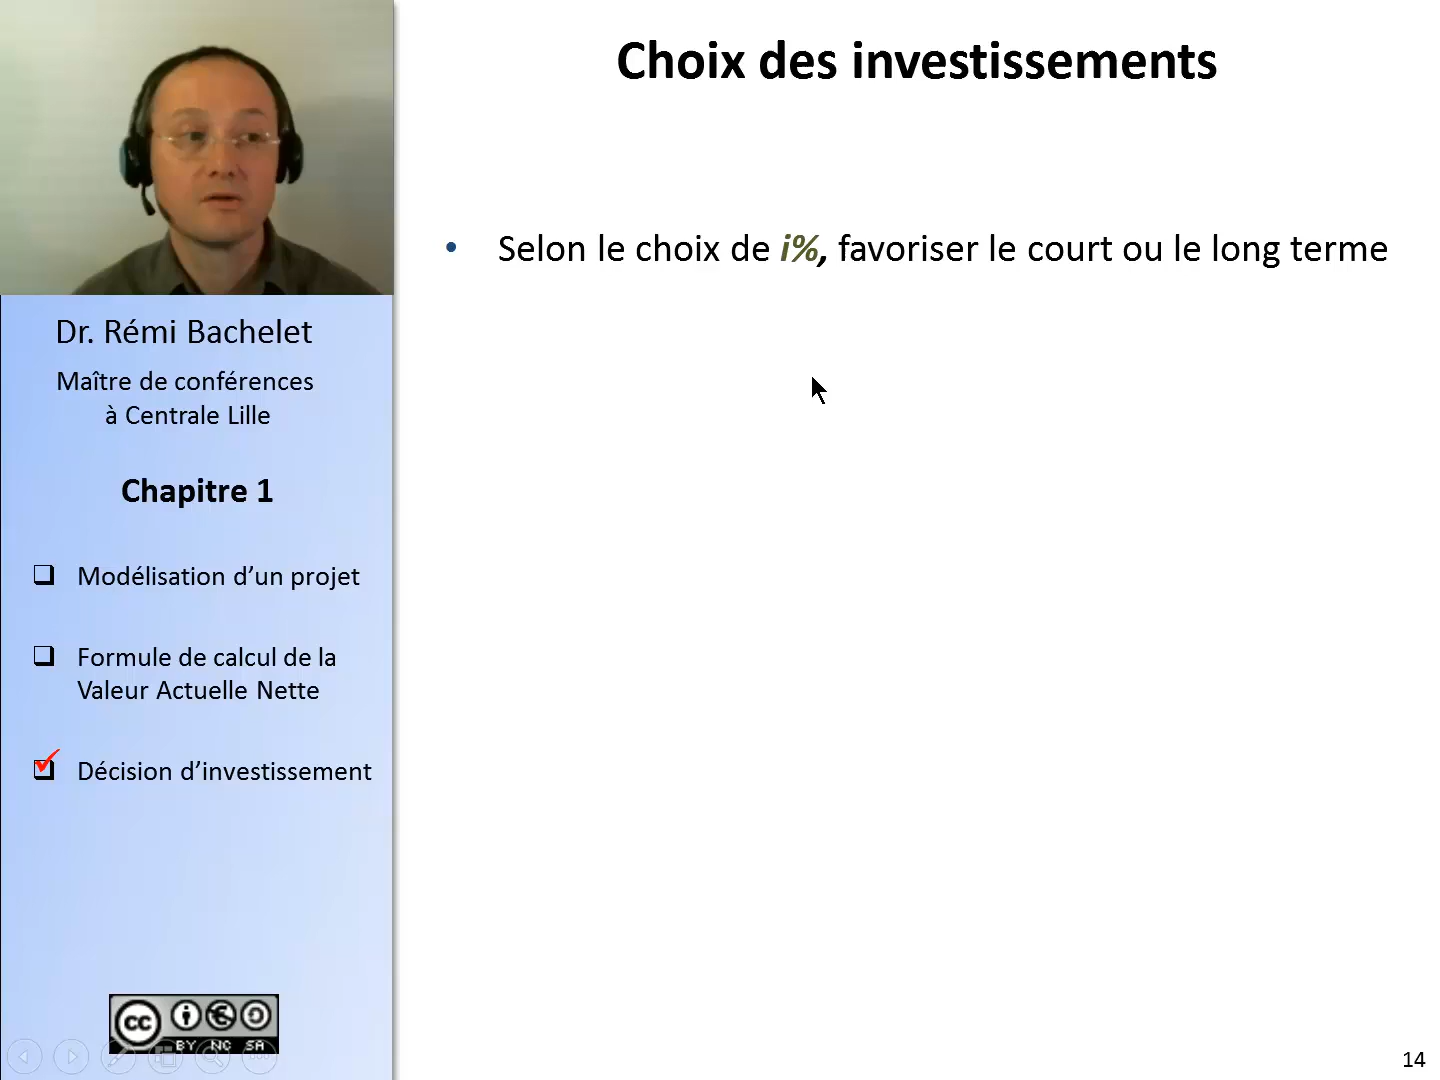 Choix des investissements
• Selon le choix de i%, favoriser le court ou le long terme
Dr. Rémi Bachelet
Maître de conférences
à Centrale Lille
Chapitre 1
Modélisation d’un projet
Formule de calcul de la
Valeur Actuelle Nette
Décision d’investissement
cc
BY NC SA
14